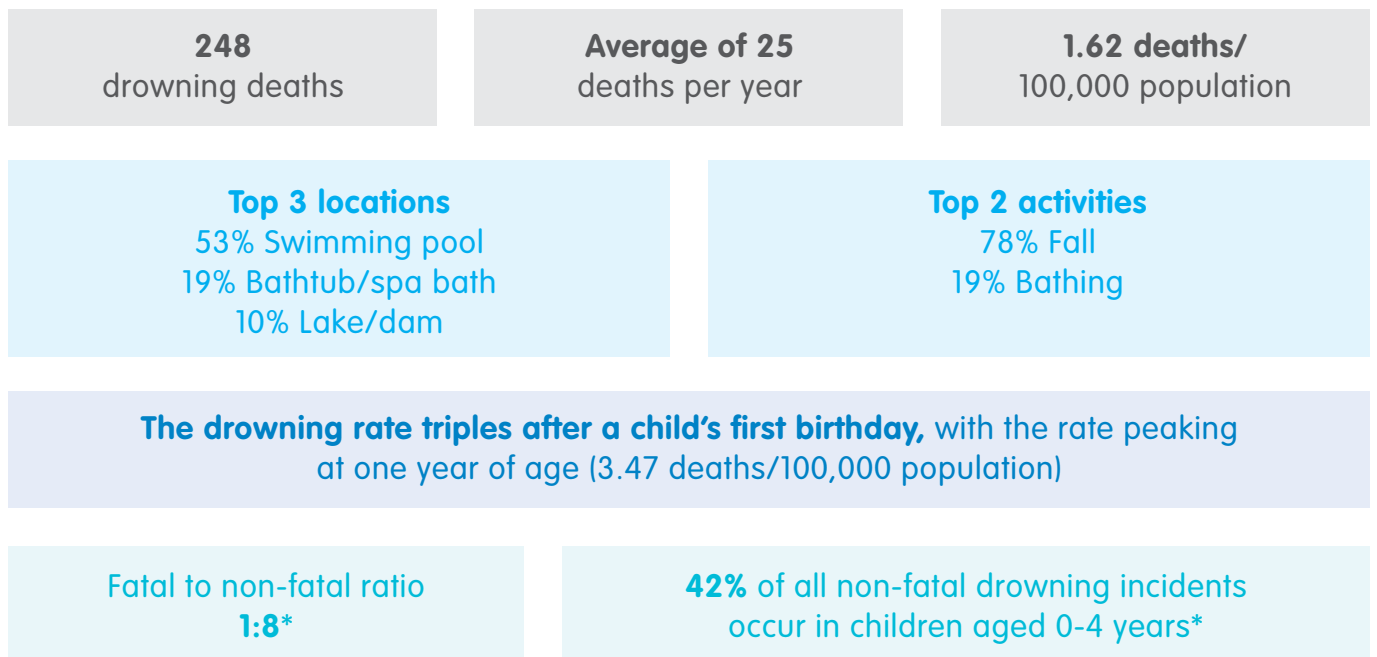 248
drowning deaths
Average of 25
deaths per year
1.62 deaths/
100,000 population
Top 3 locations
53% Swimming pool
19% Bathtub/spa bath
10% Lake/dam
Top 2 activities
78% Fall
19% Bathing
The drowning rate triples after a child’s first birthday, with the rate peaking
at one year of age (3.47 deaths/100,000 population)
Fatal to non-fatal ratio
1:8*
42% of all non-fatal drowning incidents
occur in children aged 0-4 years*